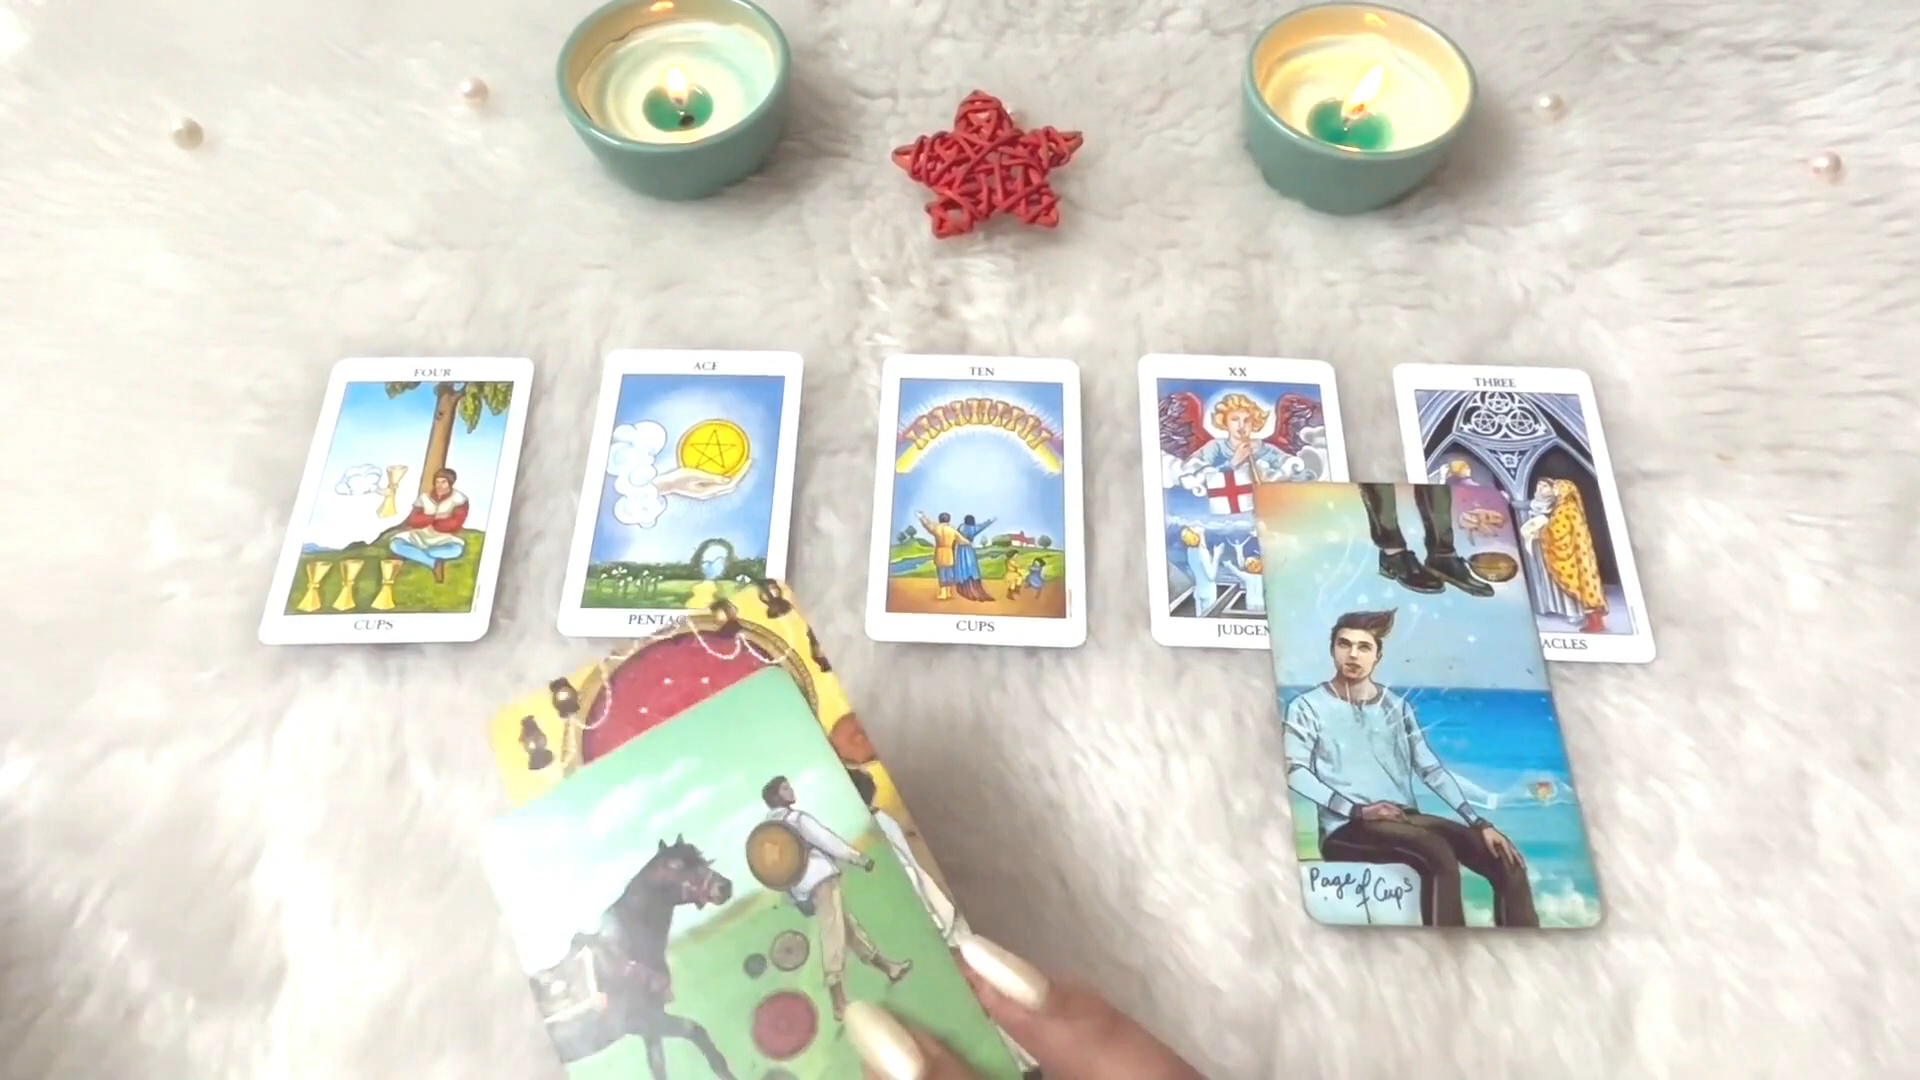 FOUR
CUPS
ACE
PENTAC
TEN
CUPS
XX
JUDGEM
THREE
ACLES
Page of Cups